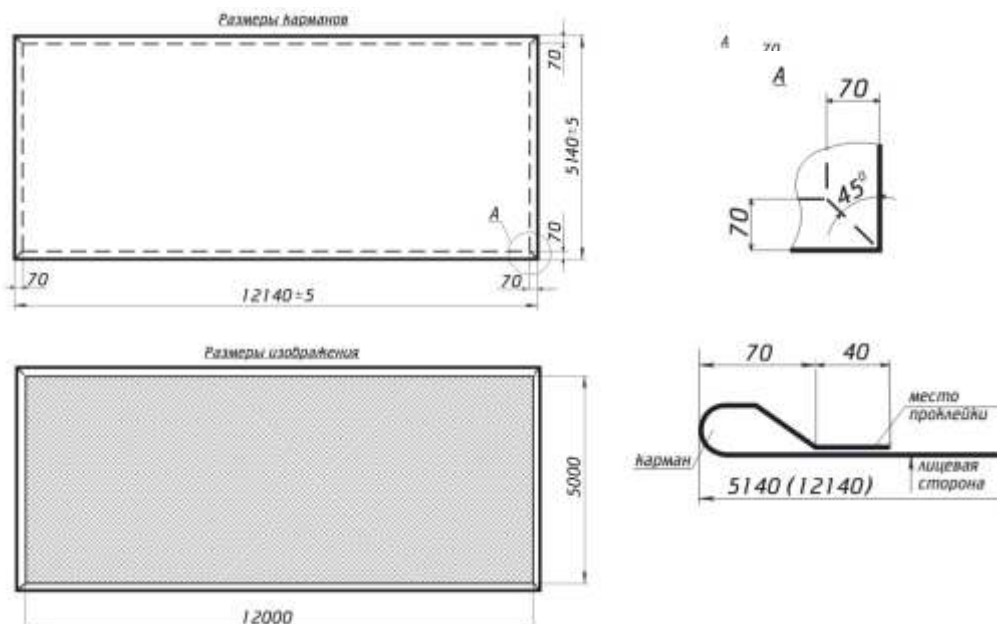 Размеры карманов
70
5140±5
А
70
70
70
12140±5
А
70
А
70
45°
70
Размеры изображения
5000
12000
70
40
место
проклейки
карман
лицевая
сторона
5140 (12140)